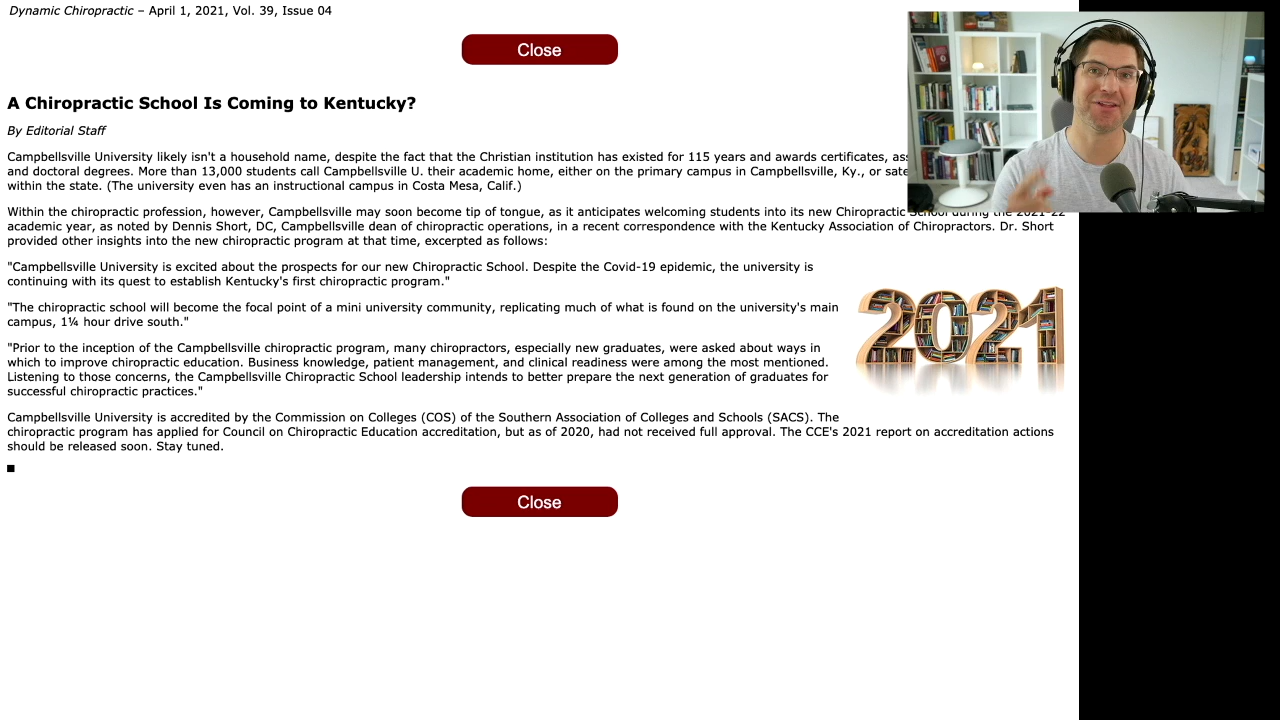 Dynamic Chiropractic – April 1, 2021, Vol. 39, Issue 04
Close
A Chiropractic School Is Coming to Kentucky?
By Editorial Staff
Campbellsville University likely isn't a household name, despite the fact that the Christian institution has existed for 115 years and awards certificates,
and doctoral degrees. More than 13,000 students call Campbellsville U. their academic home, either on the primary campus in Campbellsville, Ky., or
within the state. (The university even has an instructional campus in Costa Mesa, Calif.)
Within the chiropractic profession, however, Campbellsville may soon become tip of tongue, as it anticipates welcoming students into its new Chiropractic School during the 2021-22
academic year, as noted by Dennis Short, DC, Campbellsville dean of chiropractic operations, in a recent correspondence with the Kentucky Association of Chiropractors. Dr. Short
provided other insights into the new chiropractic program at that time, excerpted as follows:
"Campbellsville University is excited about the prospects for our new Chiropractic School. Despite the Covid-19 epidemic, the university is
continuing with its quest to establish Kentucky's first chiropractic program."
"The chiropractic school will become the focal point of a mini university community, replicating much of what is found on the university's main
campus, 1¼ hour drive south."
2021
"Prior to the inception of the Campbellsville chiropractic program, many chiropractors, especially new graduates, were asked about ways in
which to improve chiropractic education. Business knowledge, patient management, and clinical readiness were among the most mentioned.
Listening to those concerns, the Campbellsville Chiropractic School leadership intends to better prepare the next generation of graduates for
successful chiropractic practices."
Campbellsville University is accredited by the Commission on Colleges (COS) of the Southern Association of Colleges and Schools (SACS). The
chiropractic program has applied for Council on Chiropractic Education accreditation, but as of 2020, had not received full approval. The CCE's 2021 report on accreditation actions
should be released soon. Stay tuned.
Close